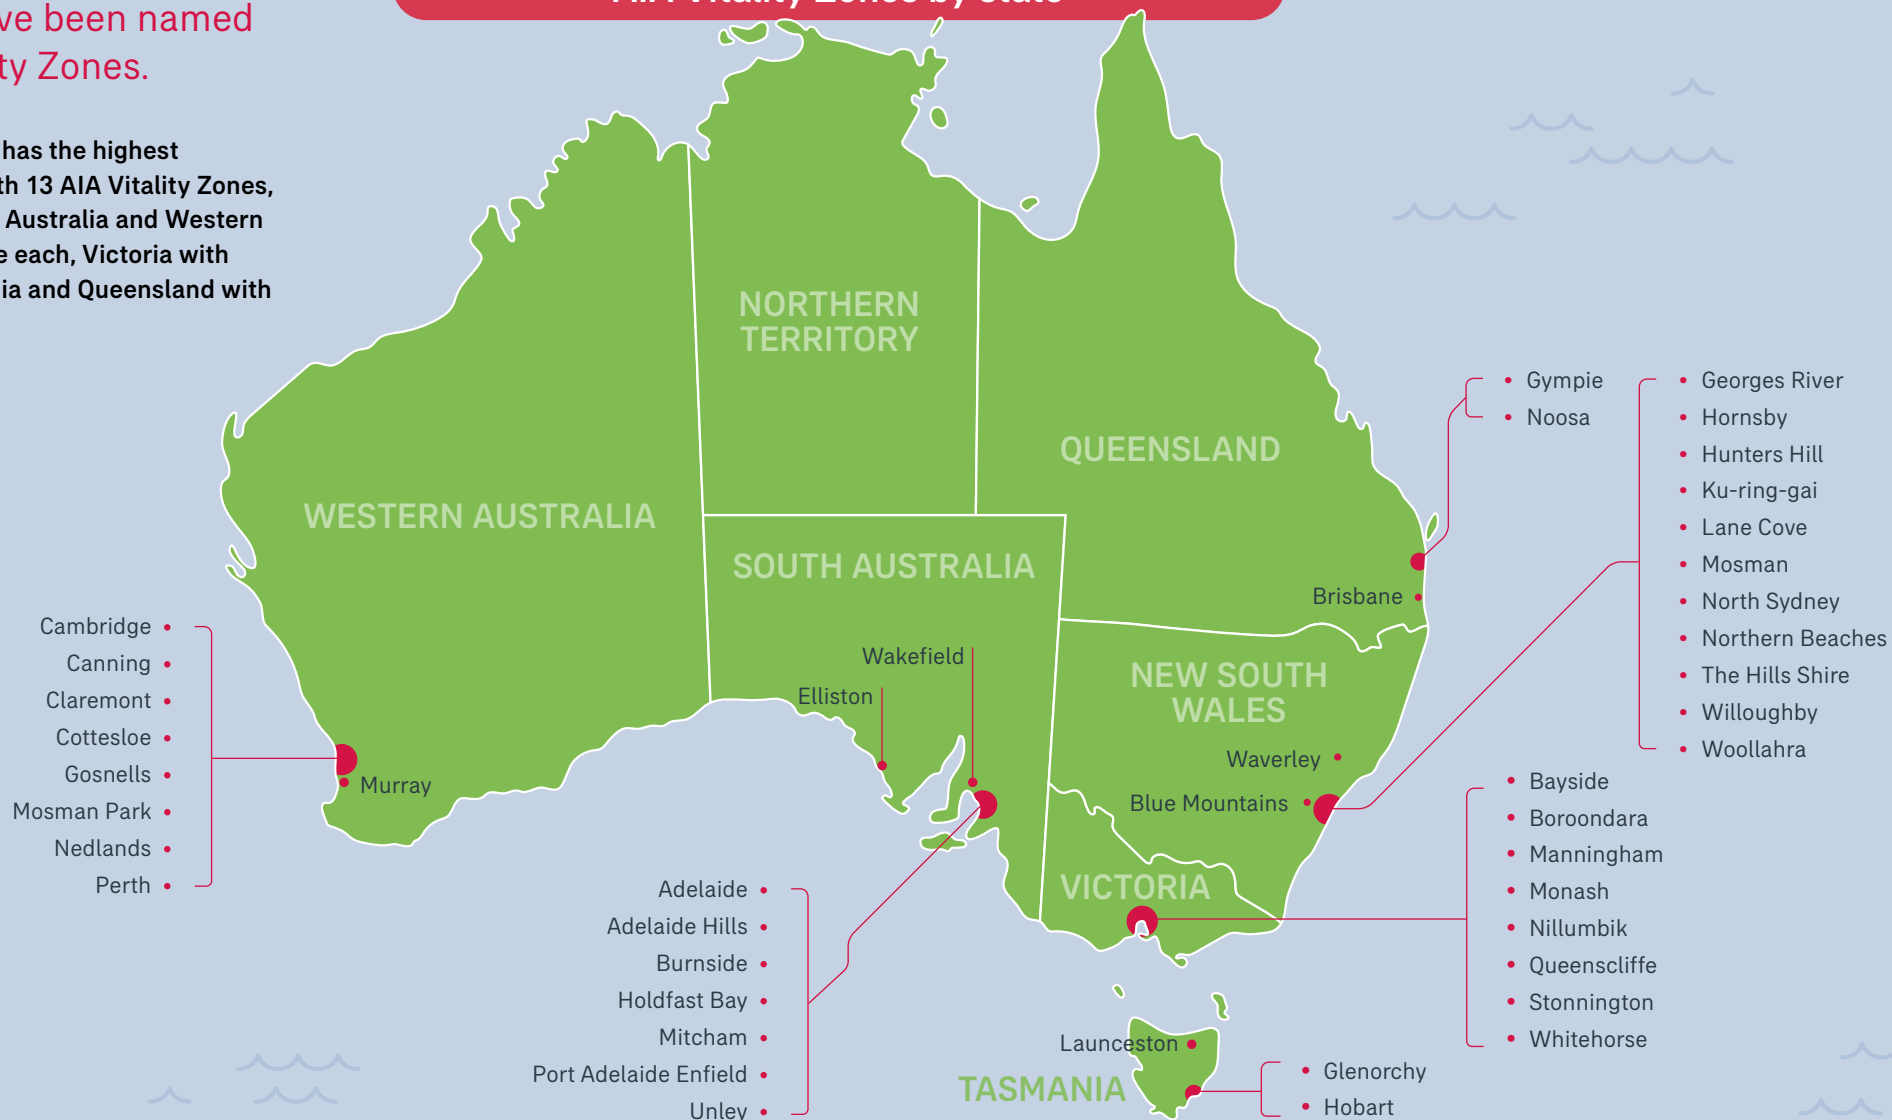 ve been named
ty Zones.
AIA Vitality Zones by state
has the highest
th 13 AIA Vitality Zones,
Australia and Western
e each, Victoria with
ia and Queensland with
NORTHERN
TERRITORY
QUEENSLAND
WESTERN AUSTRALIA
SOUTH AUSTRALIA
NEW SOUTH
WALES
VICTORIA
TASMANIA
Gympie
Noosa
Brisbane
Georges River
Hornsby
Hunters Hill
Ku-ring-gai
Lane Cove
Mosman
North Sydney
Northern Beaches
The Hills Shire
Willoughby
Woollahra
Waverley
Blue Mountains
Wakefield
Elliston
Cambridge
Canning
Claremont
Cottesloe
Gosnells
Mosman Park
Nedlands
Perth
Murray
Bayside
Boroondara
Manningham
Monash
Nillumbik
Queenscliffe
Stonnington
Whitehorse
Adelaide
Adelaide Hills
Burnside
Holdfast Bay
Mitcham
Port Adelaide Enfield
Unley
Launceston
Glenorchy
Hobart